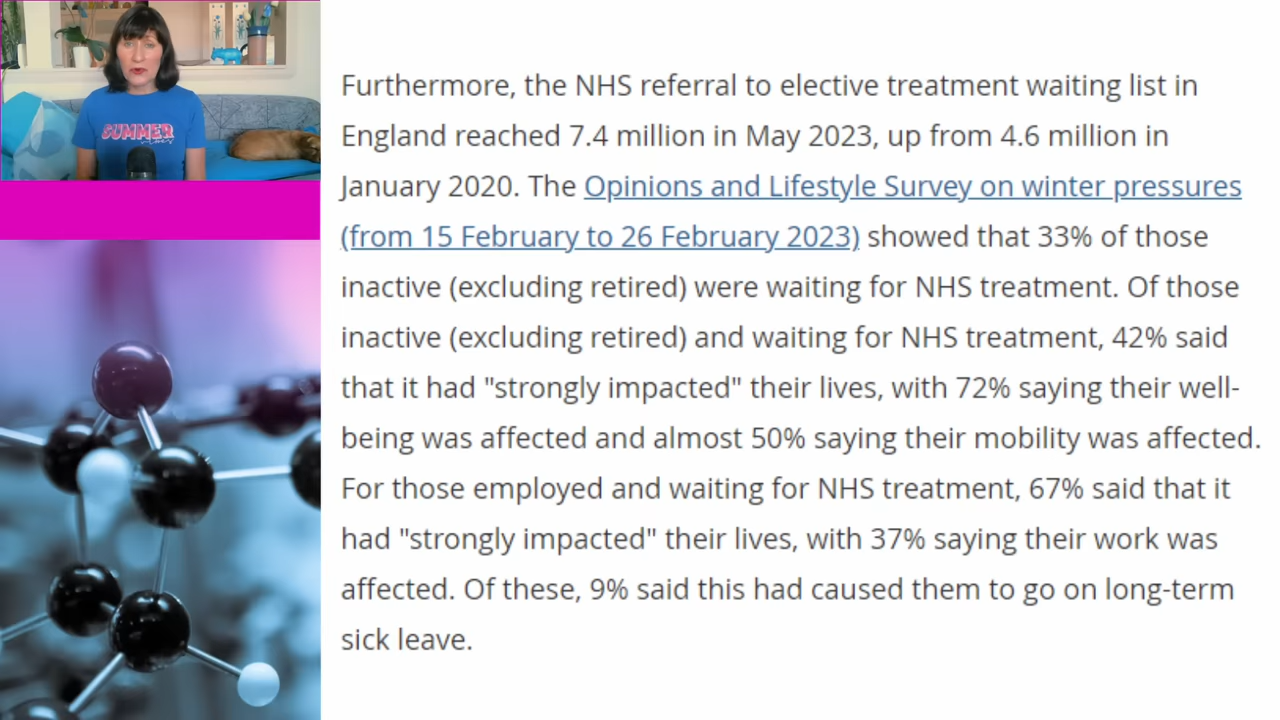 SUMMER
Furthermore, the NHS referral to elective treatment waiting list in
England reached 7.4 million in May 2023, up from 4.6 million in
January 2020. The Opinions and Lifestyle Survey on winter pressures
(from 15 February to 26 February 2023) showed that 33% of those
inactive (excluding retired) were waiting for NHS treatment. Of those
inactive (excluding retired) and waiting for NHS treatment, 42% said
that it had "strongly impacted" their lives, with 72% saying their well-
being was affected and almost 50% saying their mobility was affected.
For those employed and waiting for NHS treatment, 67% said that it
had "strongly impacted" their lives, with 37% saying their work was
affected. Of these, 9% said this had caused them to go on long-term
sick leave.